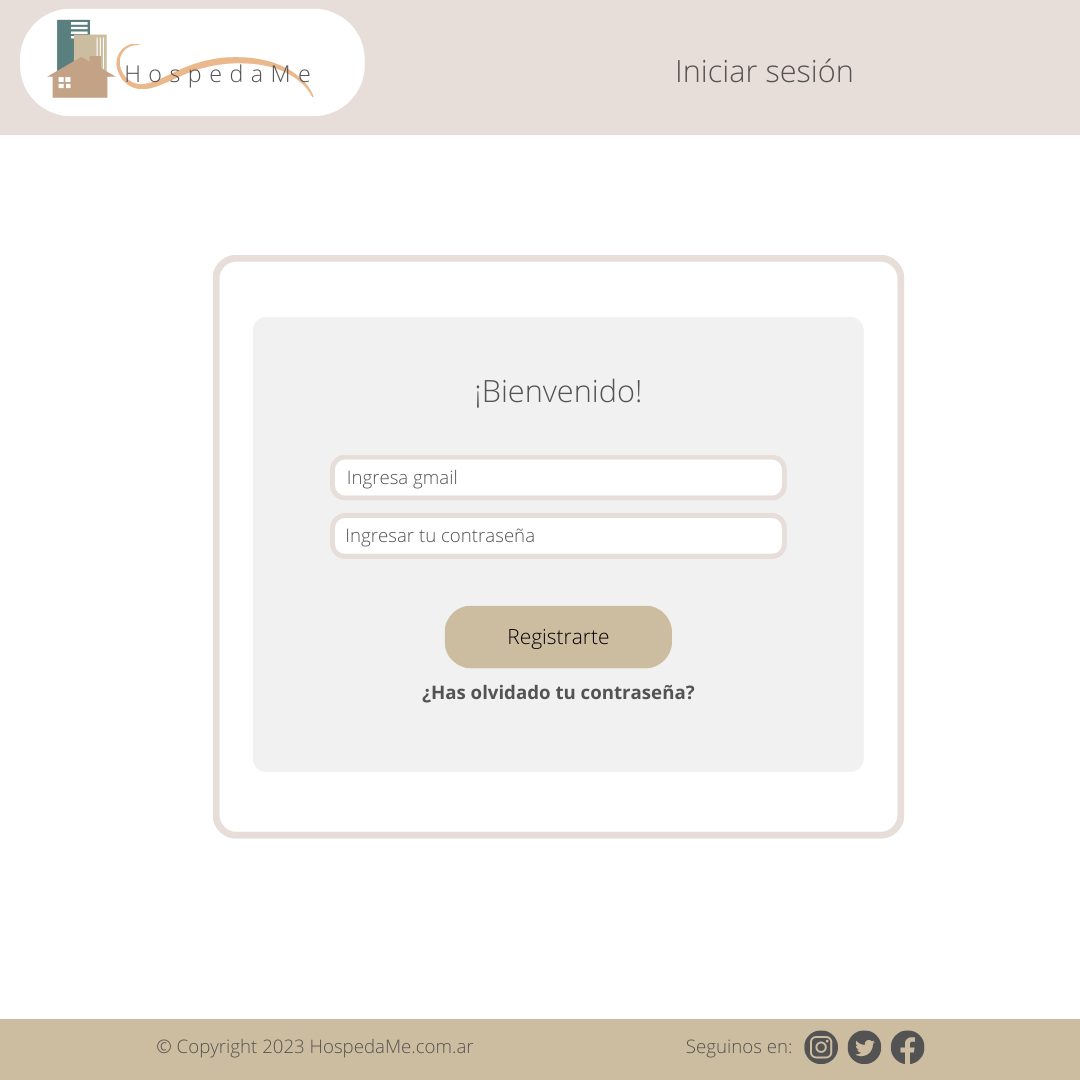 HospedaMe
Iniciar sesión
¡Bienvenido!
Ingresa gmail
Ingresar tu contraseña
Registrarte
¿Has olvidado tu contraseña?
© Copyright 2023 HospedaMe.com.ar
Seguinos en: